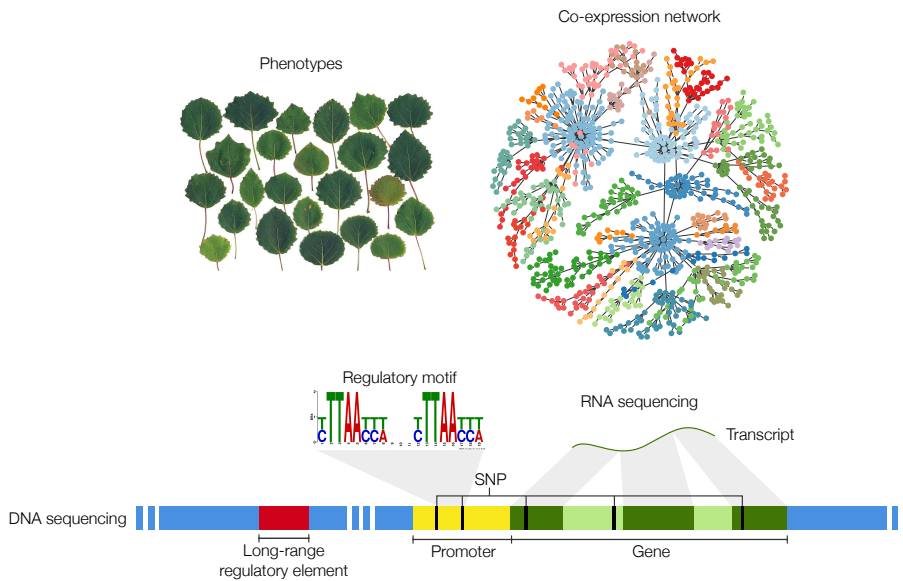 Co-expression network
Phenotypes
Regulatory motif
RNA sequencing
Transcript
SNP
DNA sequencing
Long-range
regulatory element
Promoter
Gene